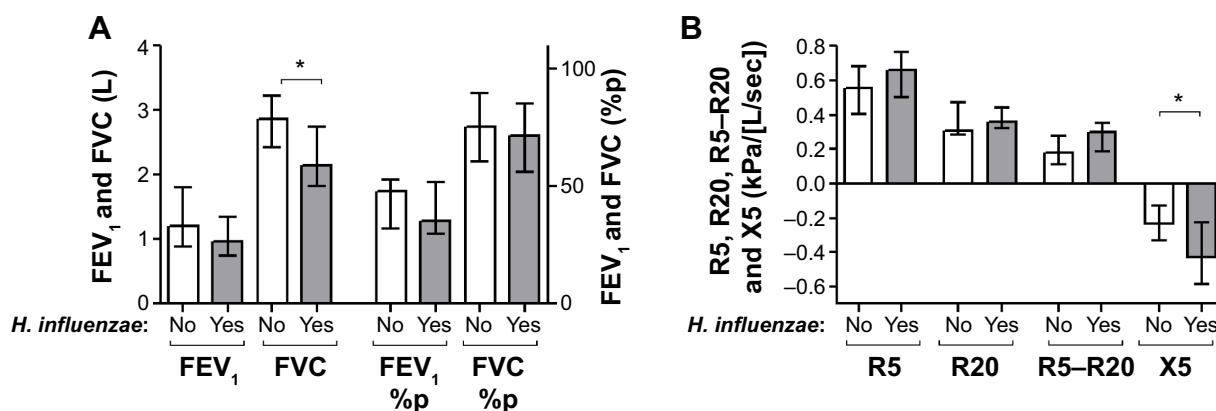 A
FEV₁ and FVC (L)
4
3
2
1
0
*
100
50
0
FEV₁ and FVC (%p)
H. influenzae: No Yes No Yes No Yes No Yes
FEV₁ FVC FEV₁ %p FVC %p
B
R5, R20, R5–R20
and X5 (kPa/[L/sec])
0.8
0.6
0.4
0.2
0.0
–0.2
–0.4
–0.6
*
H. influenzae: No Yes No Yes No Yes No Yes
R5 R20 R5–R20 X5